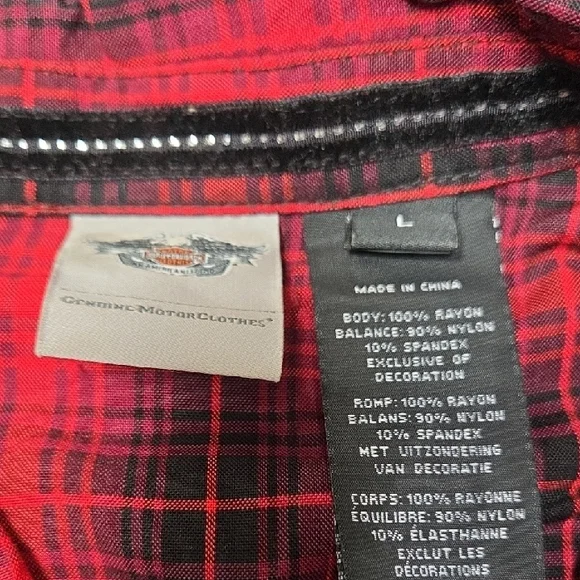 GENUINE MOTORCLOTHES
L
MADE IN CHINA
BODY: 100% RAYON
BALANCE: 90% NYLON
10% SPANDEX
EXCLUSIVE OF
DECORATION
ROMP: 100% RAYON
BALANS: 90% NYLON
10% SPANDEX
MET UITZONDERING
VAN DECORATIE
CORPS: 100% RAYONNE
ÉQUILIBRE: 90% NYLON
10% ÉLASTHANNE
EXCLUT LES
DÉCORATIONS